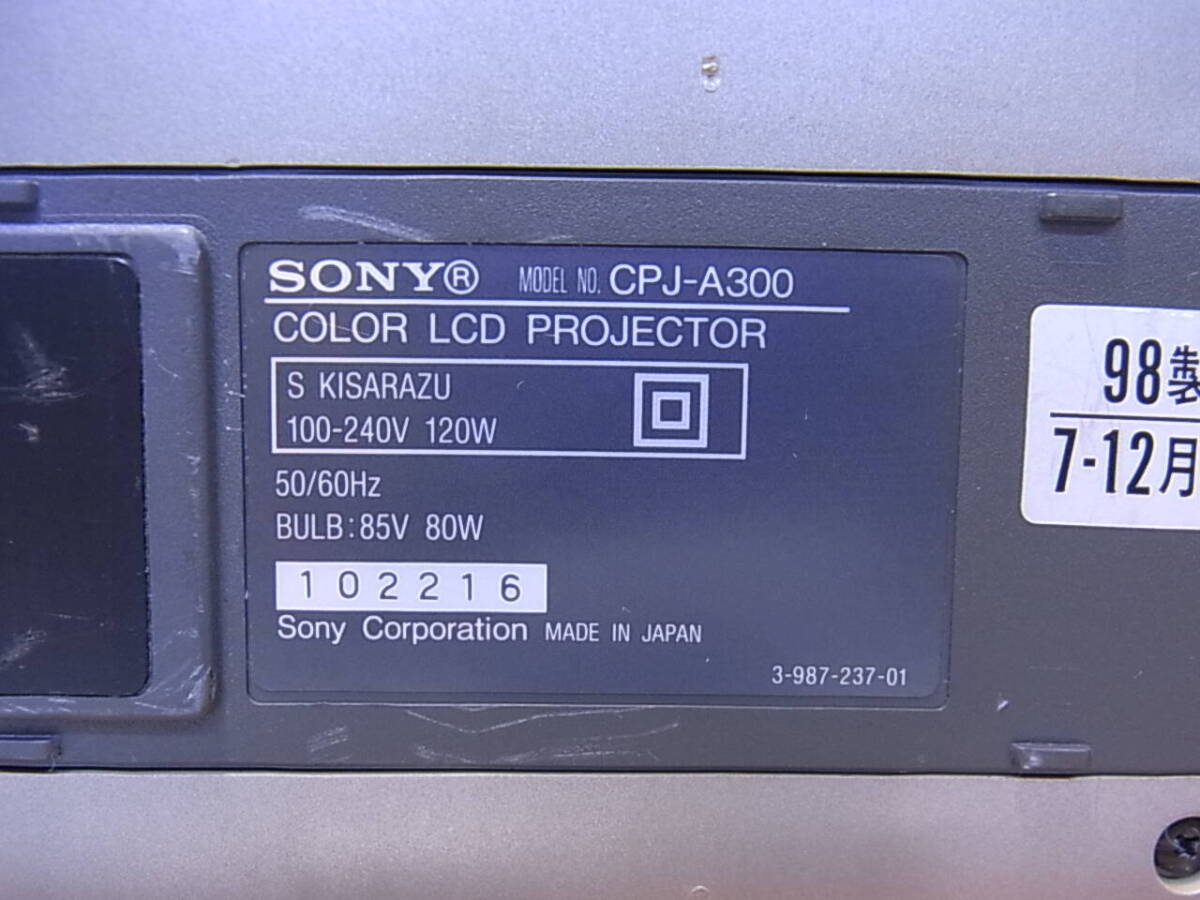 SONY® MODEL NO. CPJ-A300
COLOR LCD PROJECTOR
S KISARAZU
100-240V 120W
50/60Hz
BULB:85V 80W
102216
Sony Corporation MADE IN JAPAN
3-987-237-01
98製
7-12月